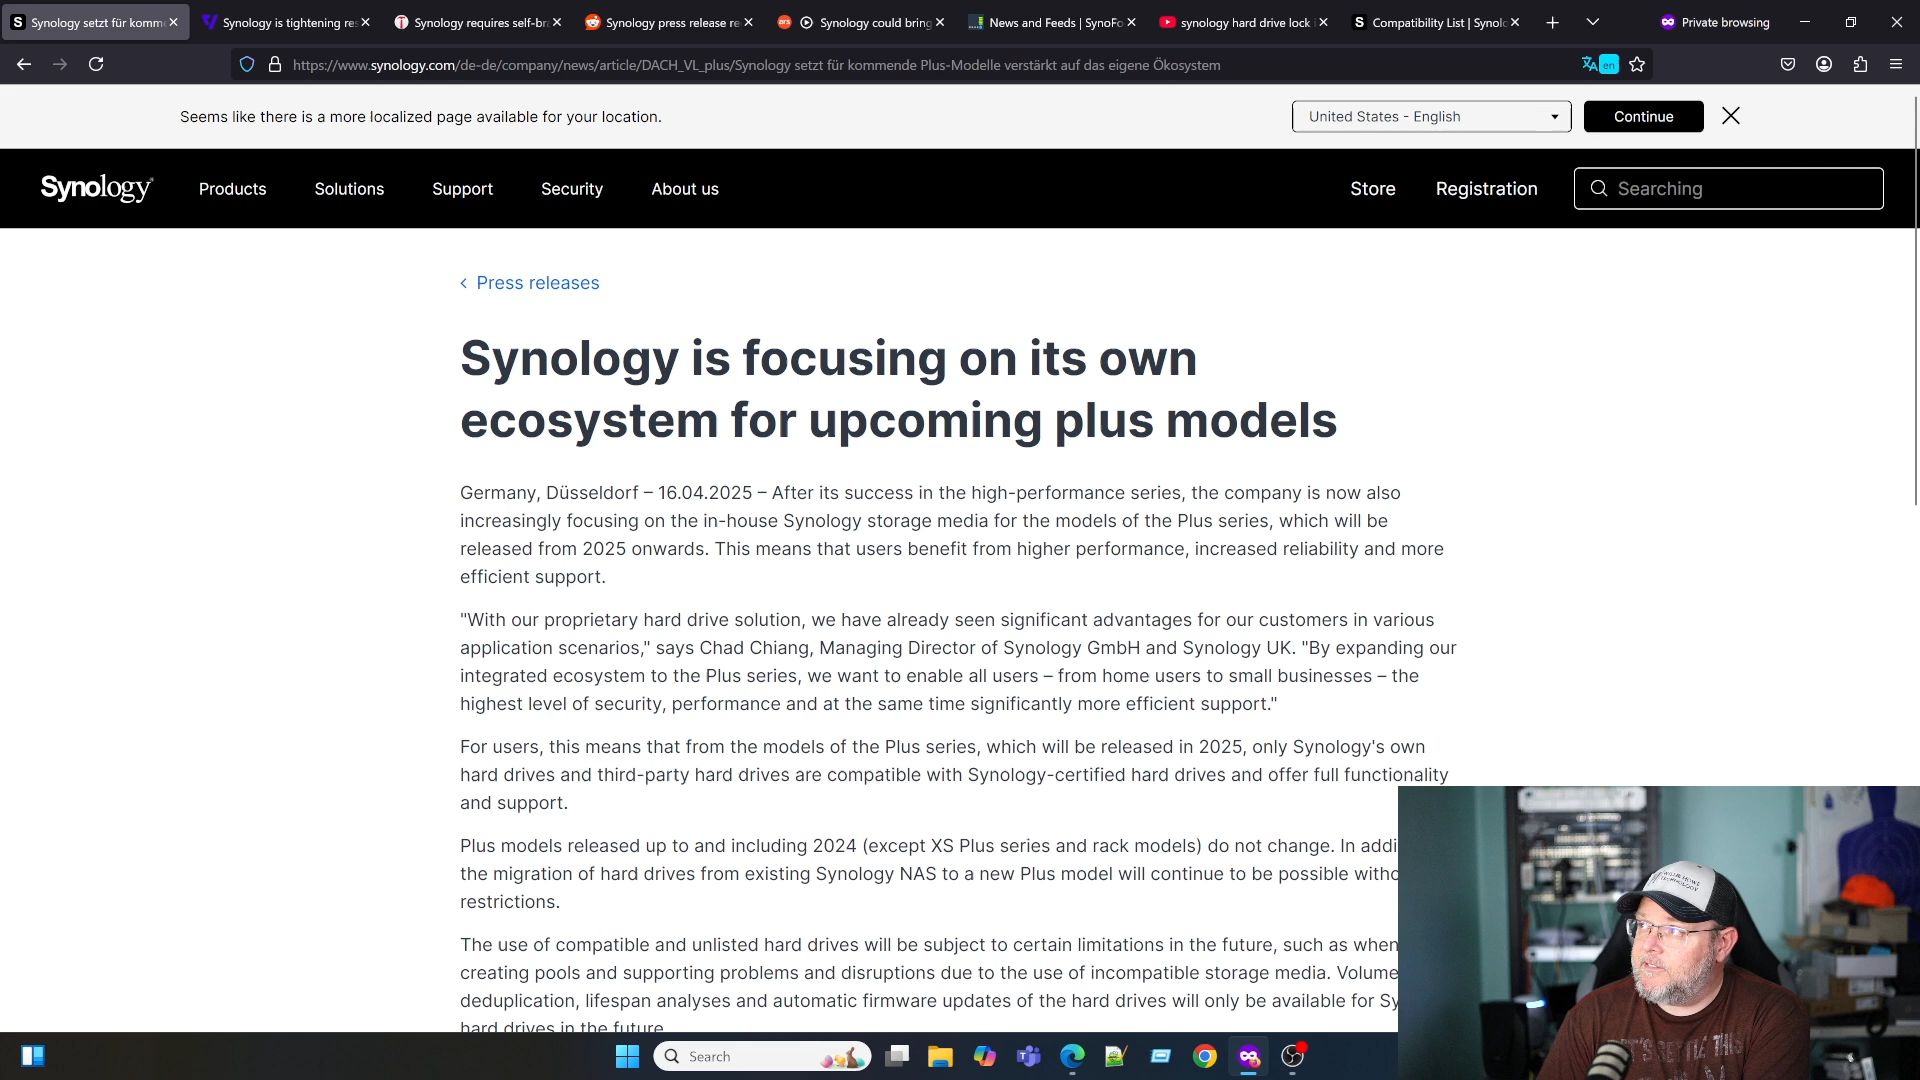 Synology setzt für komm
Synology is tightening res
Synology requires self-br
Synology press release re
Synology could bring
News and Feeds | SynoFo
synology hard drive lock i
Compatibility List | Synol
Private browsing
https://www.synology.com/de-de/company/news/article/DACH_VL_plus/Synology setzt für kommende Plus-Modelle verstärkt auf das eigene Ökosystem
en
Seems like there is a more localized page available for your location.
United States - English
Continue
Synology
Products
Solutions
Support
Security
About us
Store
Registration
Searching
< Press releases
Synology is focusing on its own
ecosystem for upcoming plus models
Germany, Düsseldorf – 16.04.2025 – After its success in the high-performance series, the company is now also
increasingly focusing on the in-house Synology storage media for the models of the Plus series, which will be
released from 2025 onwards. This means that users benefit from higher performance, increased reliability and more
efficient support.
"With our proprietary hard drive solution, we have already seen significant advantages for our customers in various
application scenarios," says Chad Chiang, Managing Director of Synology GmbH and Synology UK. "By expanding our
integrated ecosystem to the Plus series, we want to enable all users – from home users to small businesses – the
highest level of security, performance and at the same time significantly more efficient support."
For users, this means that from the models of the Plus series, which will be released in 2025, only Synology's own
hard drives and third-party hard drives are compatible with Synology-certified hard drives and offer full functionality
and support.
Plus models released up to and including 2024 (except XS Plus series and rack models) do not change. In addi
the migration of hard drives from existing Synology NAS to a new Plus model will continue to be possible witho
restrictions.
The use of compatible and unlisted hard drives will be subject to certain limitations in the future, such as when
creating pools and supporting problems and disruptions due to the use of incompatible storage media. Volume
deduplication, lifespan analyses and automatic firmware updates of the hard drives will only be available for Sy
hard drives in the future.
Search